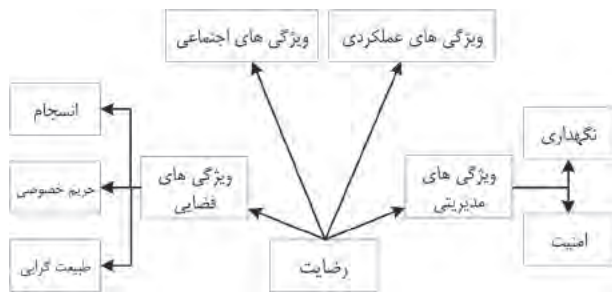 ویژگی های عملکردی
ویژگی های اجتماعی
انسجام
نگهداری
ویژگی های
مدیریتی
ویژگی های
فضایی
حریم خصوصی
امنیت
رضایت
طبیعت گرایی